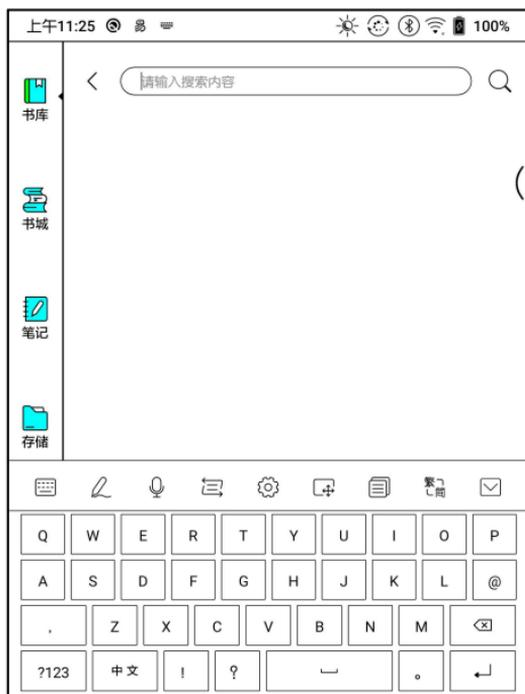 上午11:25 100%
请输入搜索内容
书库
书城
笔记
存储
繁简
Q W E R T Y U I O P
A S D F G H J K L @
, Z X C V B N M
?123 中文 ! ? 。